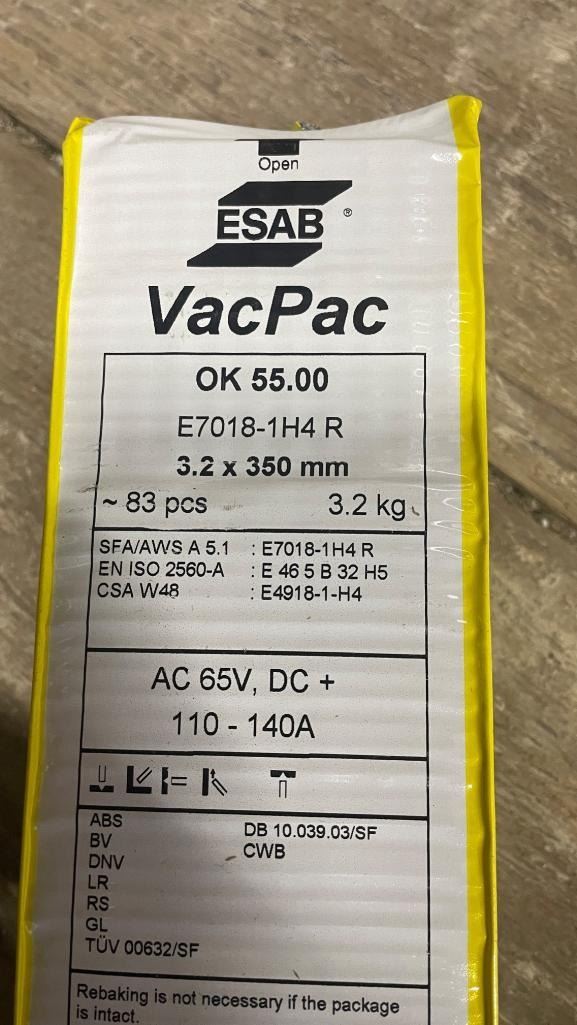 Open
ESAB ®
VacPac
OK 55.00
E7018-1H4 R
3.2 x 350 mm
~ 83 pcs 3.2 kg
SFA/AWS A 5.1 : E7018-1H4 R
EN ISO 2560-A : E 46 5 B 32 H5
CSA W48 : E4918-1-H4
AC 65V, DC +
110 - 140A
ABS
BV
DNV
LR
RS
GL
TÜV 00632/SF
DB 10.039.03/SF
CWB
Rebaking is not necessary if the package
is intact.